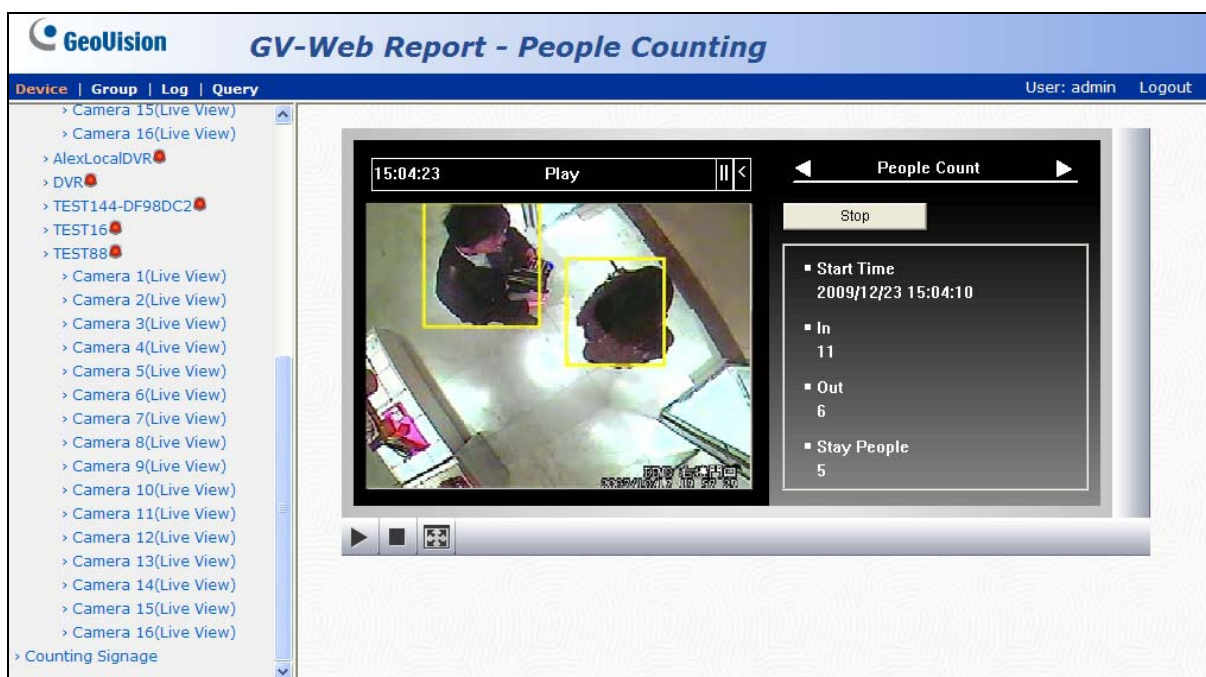 GeoVision
GV-Web Report - People Counting
Device | Group | Log | Query
User: admin Logout
› Camera 15(Live View)
› Camera 16(Live View)
› AlexLocalDVR
› DVR
› TEST144-DF98DC2
› TEST16
› TEST88
› Camera 1(Live View)
› Camera 2(Live View)
› Camera 3(Live View)
› Camera 4(Live View)
› Camera 5(Live View)
› Camera 6(Live View)
› Camera 7(Live View)
› Camera 8(Live View)
› Camera 9(Live View)
› Camera 10(Live View)
› Camera 11(Live View)
› Camera 12(Live View)
› Camera 13(Live View)
› Camera 14(Live View)
› Camera 15(Live View)
› Camera 16(Live View)
› Counting Signage
15:04:23 Play
People Count
Stop
Start Time
2009/12/23 15:04:10
In
11
Out
6
Stay People
5